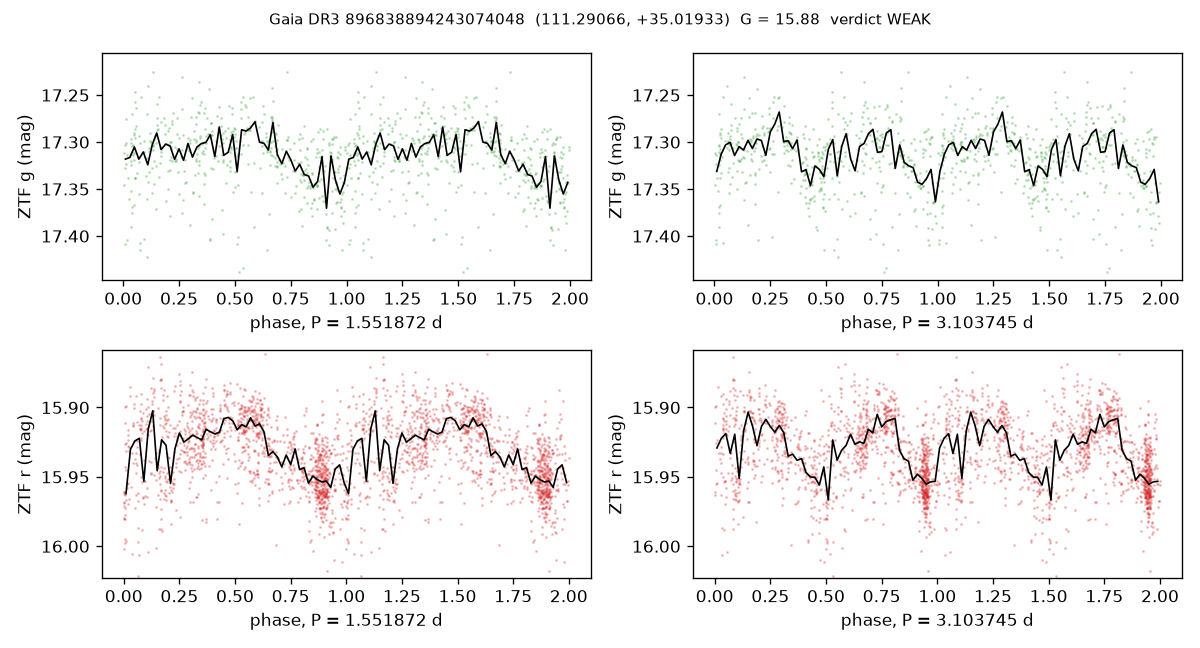 Gaia DR3 896838894243074048  (111.29066, +35.01933)  G = 15.88  verdict WEAK
ZTF g (mag)
17.25
17.30
17.35
17.40
0.00 0.25 0.50 0.75 1.00 1.25 1.50 1.75 2.00
phase, P = 1.551872 d
ZTF g (mag)
17.25
17.30
17.35
17.40
0.00 0.25 0.50 0.75 1.00 1.25 1.50 1.75 2.00
phase, P = 3.103745 d
ZTF r (mag)
15.90
15.95
16.00
0.00 0.25 0.50 0.75 1.00 1.25 1.50 1.75 2.00
phase, P = 1.551872 d
ZTF r (mag)
15.90
15.95
16.00
0.00 0.25 0.50 0.75 1.00 1.25 1.50 1.75 2.00
phase, P = 3.103745 d